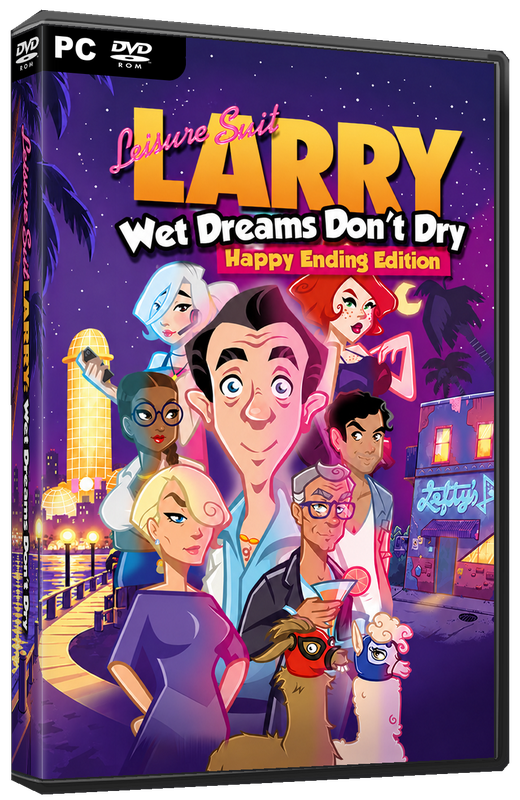 DVD
ROM
PC DVD
ROM
Leisure Suit
LARRY
Wet Dreams Don't Dry
Happy Ending Edition
Lefty's
Leisure Suit LARRY Wet Dreams Don't Dry